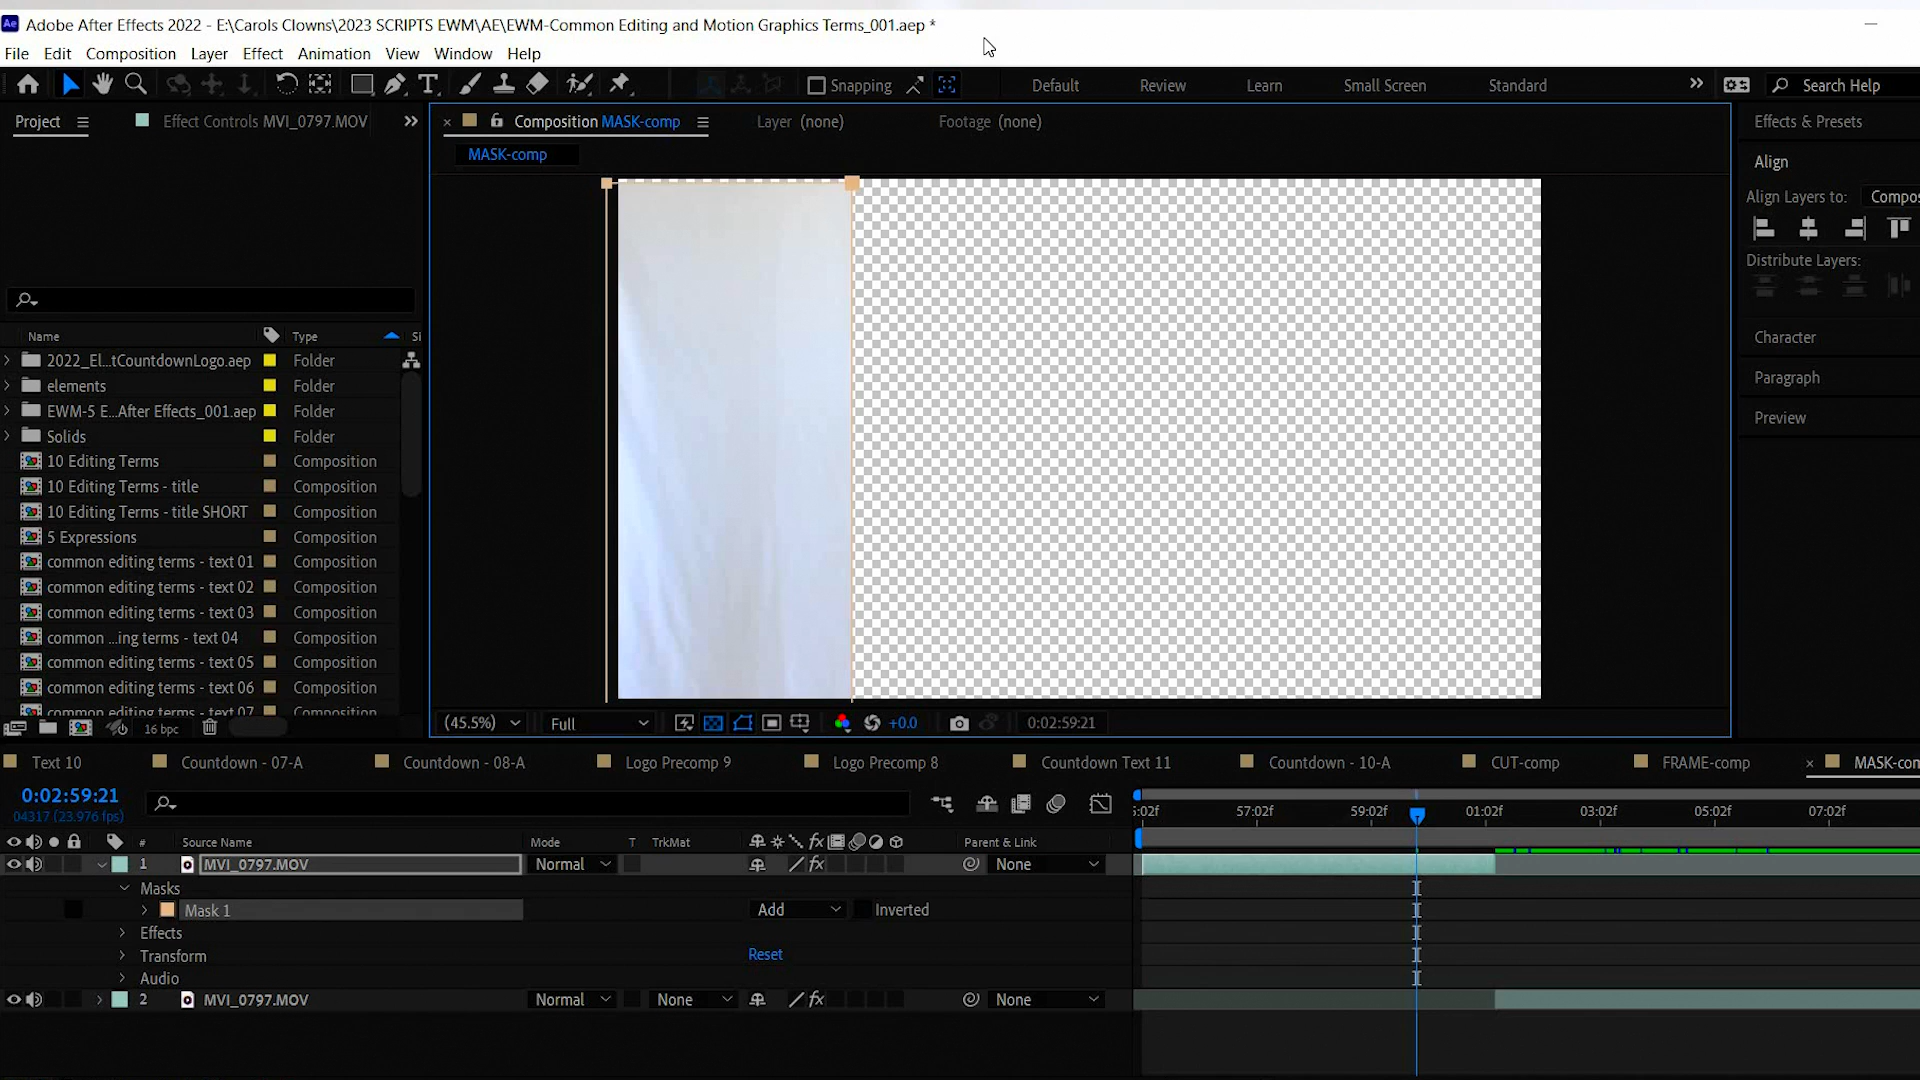 Ae Adobe After Effects 2022 - E:\Carols Clowns\2023 SCRIPTS EWM\AE\EWM-Common Editing and Motion Graphics Terms_001.aep *
File Edit Composition Layer Effect Animation View Window Help
Snapping Default Review Learn Small Screen Standard Search Help
Project Effect Controls MVI_0797.MOV Composition MASK-comp Layer (none) Footage (none) Effects & Presets
MASK-comp
Align
Align Layers to: Compos
Distribute Layers:
Name Type Si
2022_El...tCountdownLogo.aep Folder
Character
elements Folder
Paragraph
EWM-5 E...After Effects_001.aep Folder
Preview
Solids Folder
10 Editing Terms Composition
10 Editing Terms - title Composition
10 Editing Terms - title SHORT Composition
5 Expressions Composition
common editing terms - text 01 Composition
common editing terms - text 02 Composition
common editing terms - text 03 Composition
common ...ing terms - text 04 Composition
common editing terms - text 05 Composition
common editing terms - text 06 Composition
common editing terms - text 07 Composition
16 bpc (45.5%) Full +0.0 0:02:59:21
Text 10 Countdown - 07-A Countdown - 08-A Logo Precomp 9 Logo Precomp 8 Countdown Text 11 Countdown - 10-A CUT-comp FRAME-comp MASK-com
0:02:59:21
04317 (23.976 fps)
5:02f 57:02f 59:02f 01:02f 03:02f 05:02f 07:02f
# Source Name Mode T TrkMat fx Parent & Link
1 MVI_0797.MOV Normal fx None
Masks
Mask 1 Add Inverted
Effects
Transform Reset
Audio
2 MVI_0797.MOV Normal None fx None